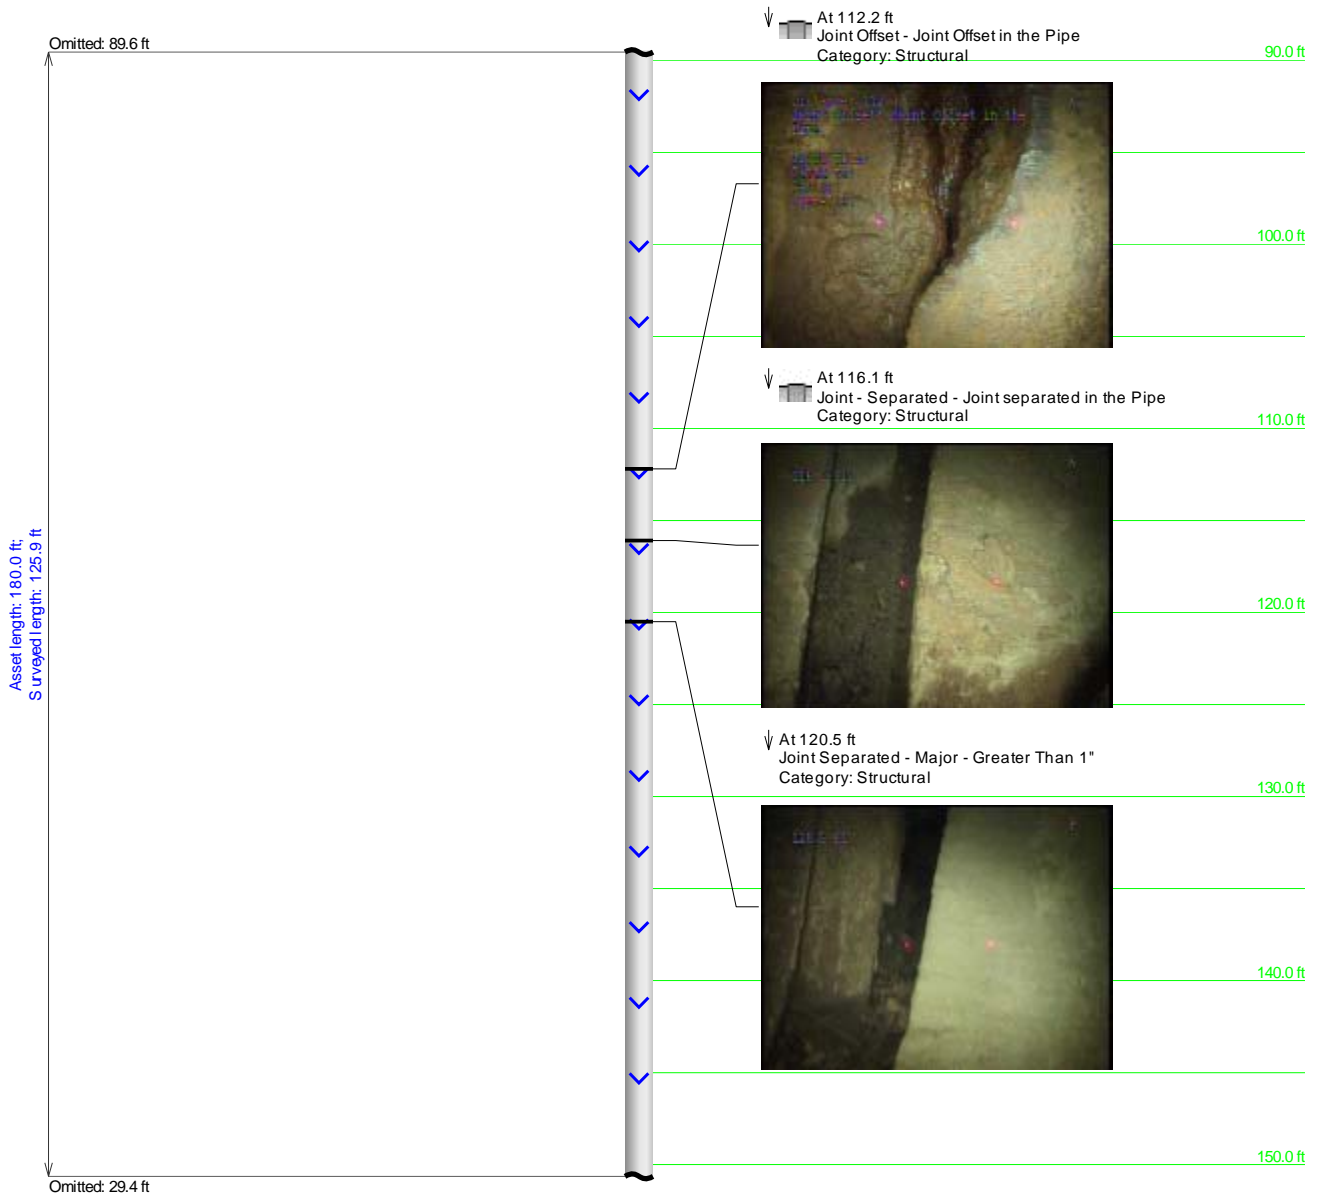 Omitted: 89.6 ft
Asset length: 180.0 ft;
Surveyed length: 125.9 ft
Omitted: 29.4 ft
At 112.2 ft
Joint Offset - Joint Offset in the Pipe
Category: Structural
At 116.1 ft
Joint - Separated - Joint separated in the Pipe
Category: Structural
At 120.5 ft
Joint Separated - Major - Greater Than 1"
Category: Structural
90.0 ft
100.0 ft
110.0 ft
120.0 ft
130.0 ft
140.0 ft
150.0 ft